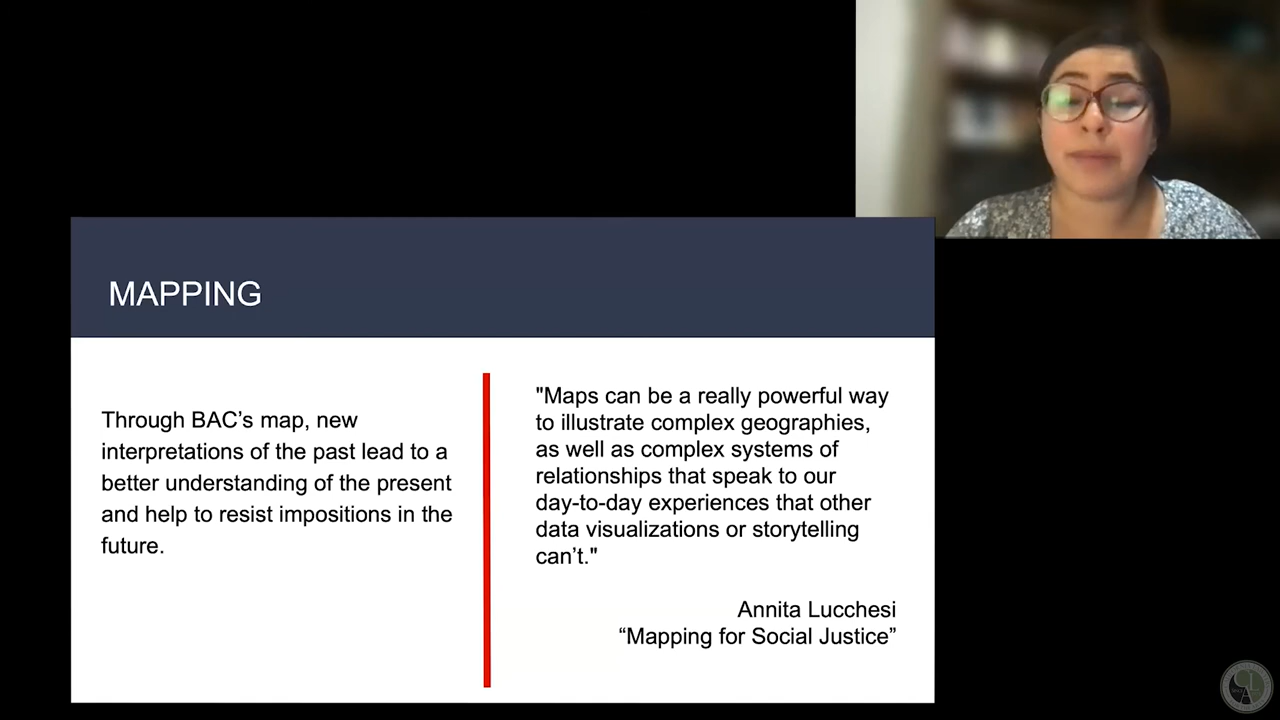 MAPPING
Through BAC’s map, new
interpretations of the past lead to a
better understanding of the present
and help to resist impositions in the
future.
"Maps can be a really powerful way
to illustrate complex geographies,
as well as complex systems of
relationships that speak to our
day-to-day experiences that other
data visualizations or storytelling
can’t."
Annita Lucchesi
“Mapping for Social Justice”